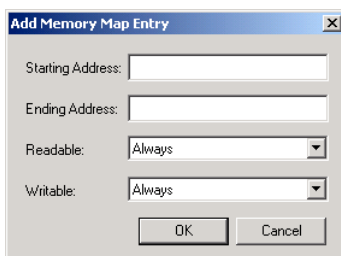 Add Memory Map Entry
Starting Address:
Ending Address:
Readable: Always
Writable: Always
OK Cancel